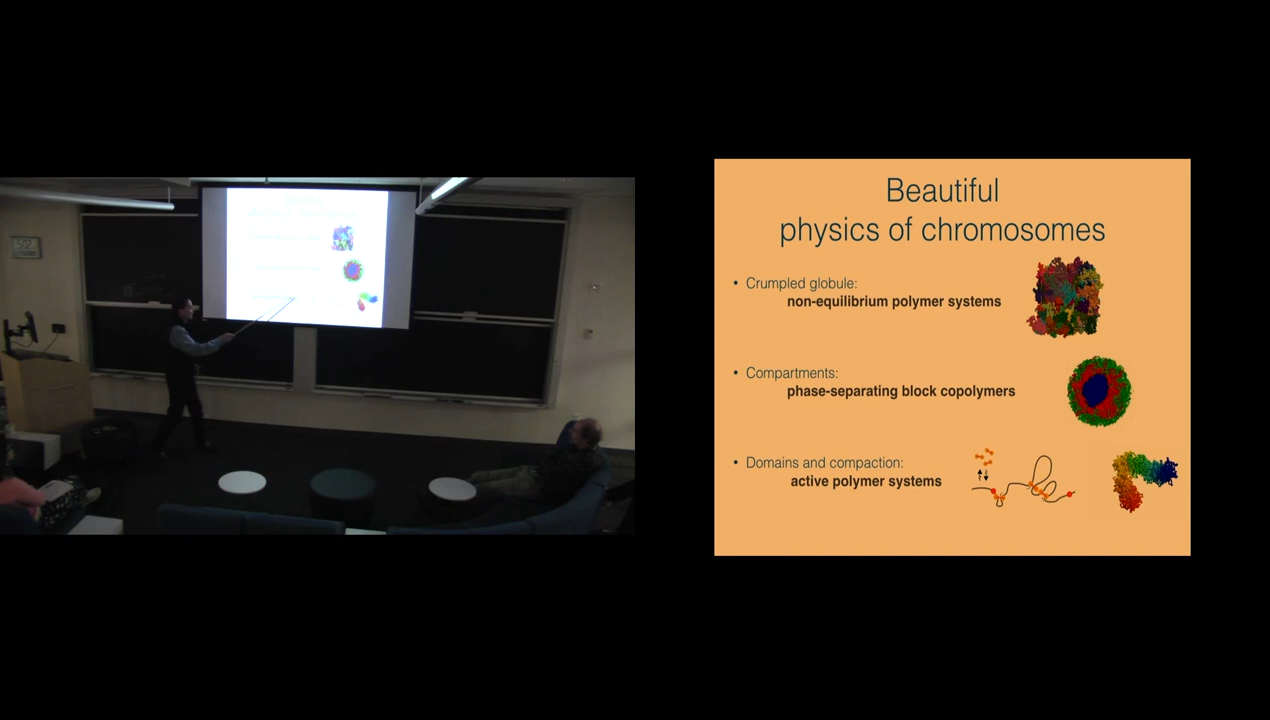 Beautiful
physics of chromosomes
• Crumpled globule:
non-equilibrium polymer systems
• Compartments:
phase-separating block copolymers
• Domains and compaction:
active polymer systems